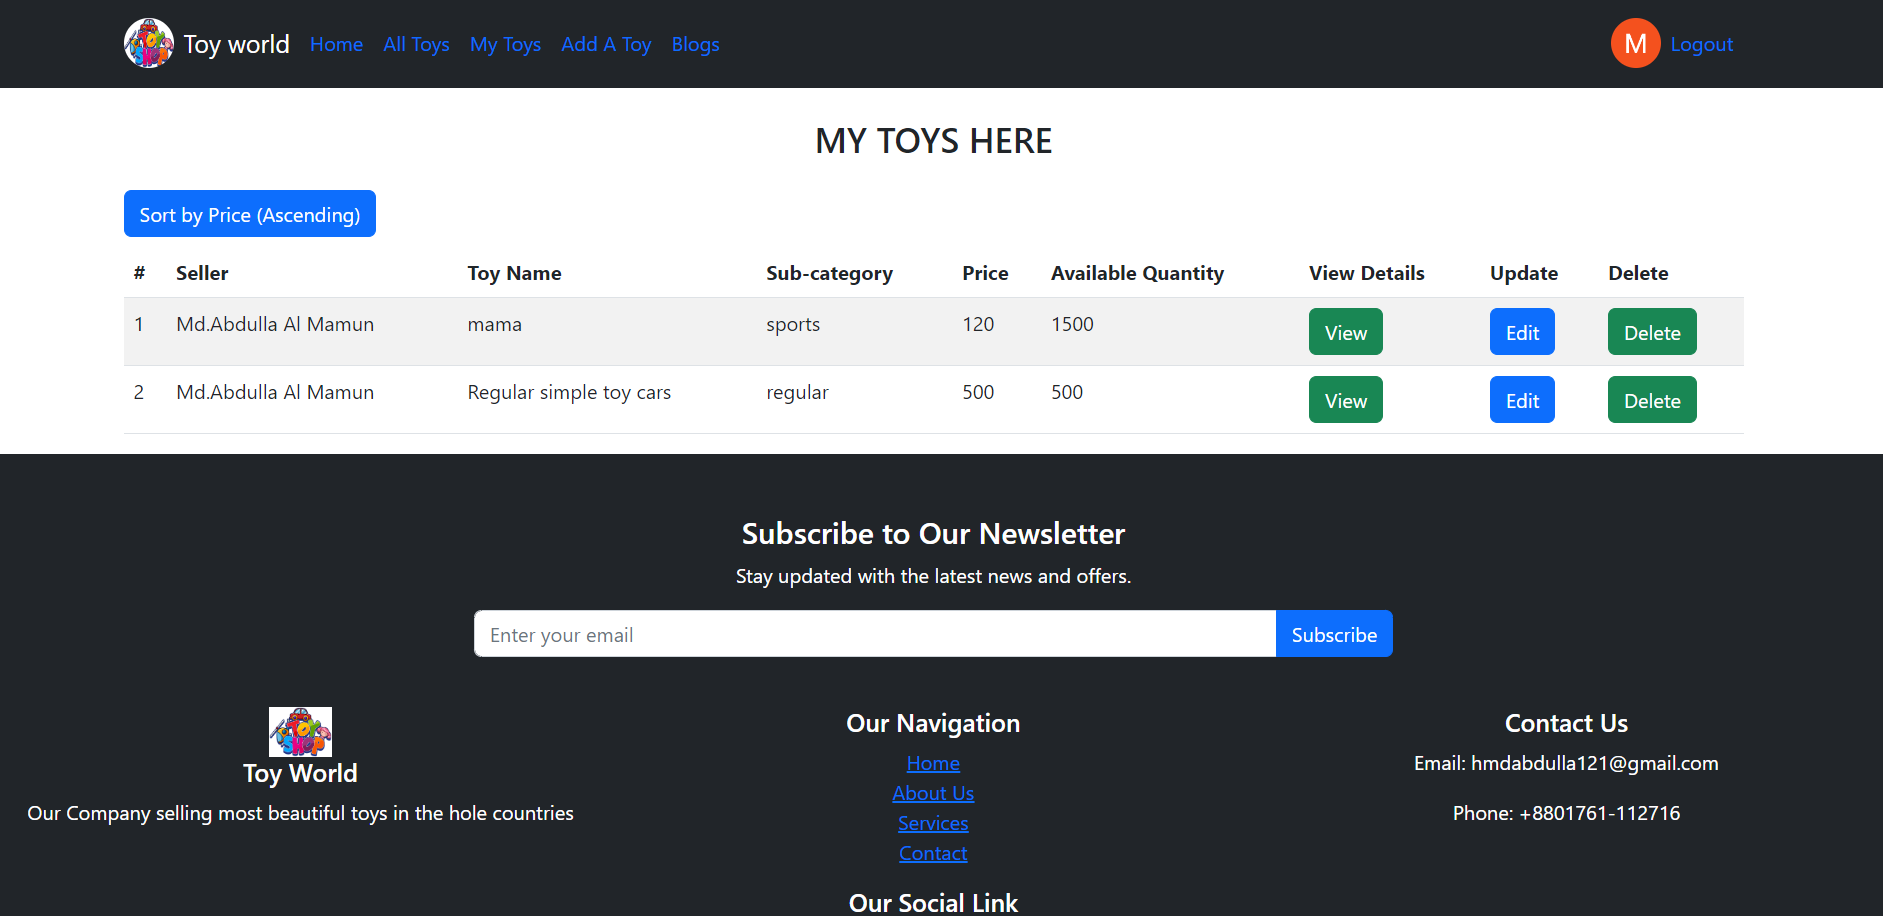 TOY SHOP Toy world Home All Toys My Toys Add A Toy Blogs M Logout
MY TOYS HERE
Sort by Price (Ascending)
# Seller Toy Name Sub-category Price Available Quantity View Details Update Delete
1 Md.Abdulla Al Mamun mama sports 120 1500 View Edit Delete
2 Md.Abdulla Al Mamun Regular simple toy cars regular 500 500 View Edit Delete
Subscribe to Our Newsletter
Stay updated with the latest news and offers.
Enter your email Subscribe
TOY SHOP
Toy World
Our Company selling most beautiful toys in the hole countries
Our Navigation
Home
About Us
Services
Contact
Our Social Link
Contact Us
Email: hmdabdulla121@gmail.com
Phone: +8801761-112716